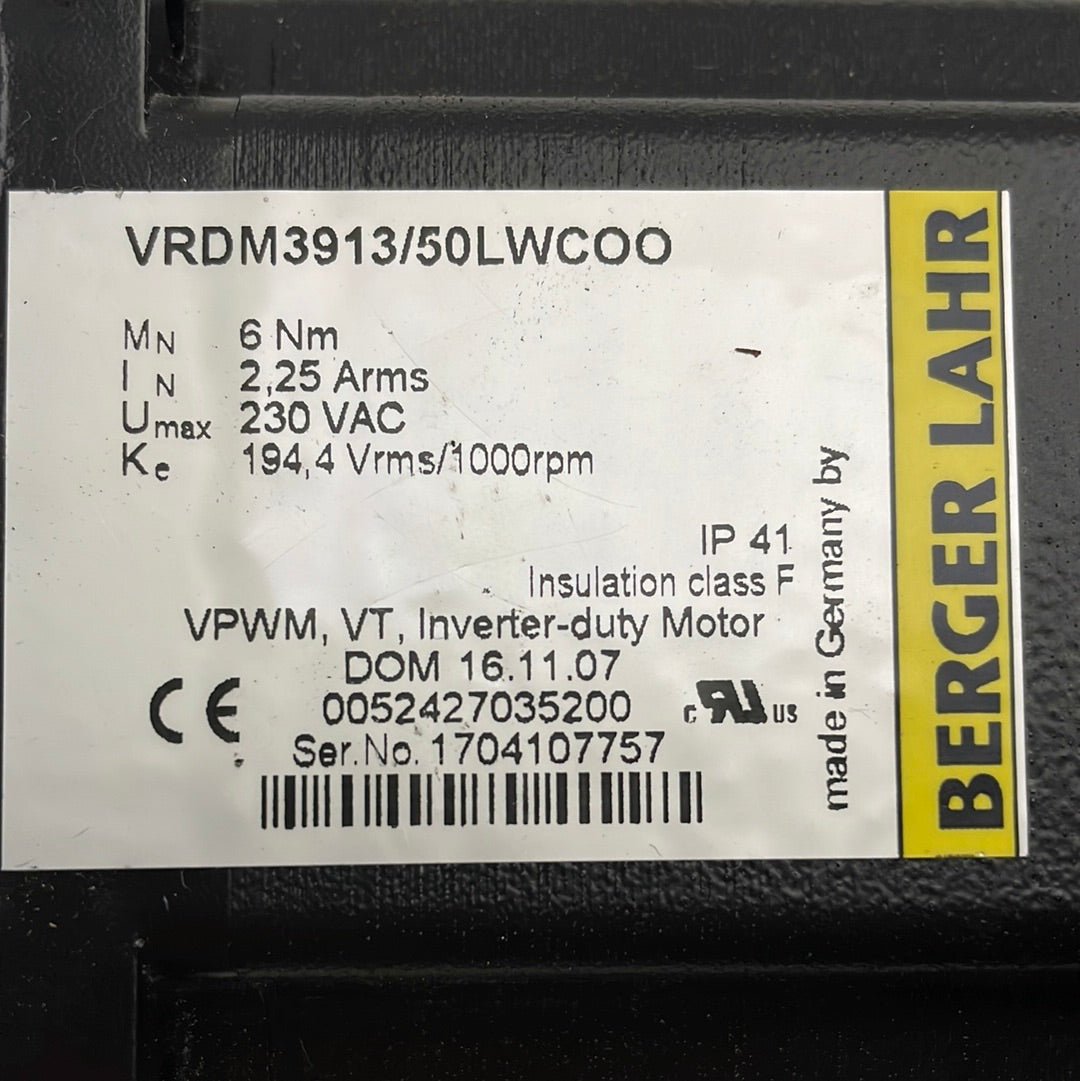 VRDM3913/50LWCOO
MN 6 Nm
IN 2,25 Arms
Umax 230 VAC
Ke 194,4 Vrms/1000rpm
IP 41
Insulation class F
VPWM, VT, Inverter-duty Motor
DOM 16.11.07
CE 0052427035200 c RU US
Ser.No. 1704107757
made in Germany by
BERGER LAHR